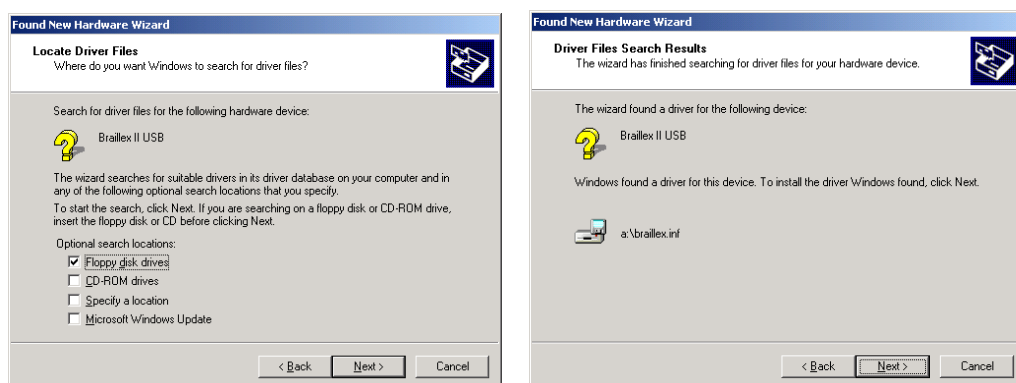 Found New Hardware Wizard
Locate Driver Files
Where do you want Windows to search for driver files?
Search for driver files for the following hardware device:
Braillex II USB
The wizard searches for suitable drivers in its driver database on your computer and in
any of the following optional search locations that you specify.
To start the search, click Next. If you are searching on a floppy disk or CD-ROM drive,
insert the floppy disk or CD before clicking Next.
Optional search locations:
Floppy disk drives
CD-ROM drives
Specify a location
Microsoft Windows Update
< Back
Next >
Cancel
Found New Hardware Wizard
Driver Files Search Results
The wizard has finished searching for driver files for your hardware device.
The wizard found a driver for the following device:
Braillex II USB
Windows found a driver for this device. To install the driver Windows found, click Next.
a:\braillex.inf
< Back
Next >
Cancel